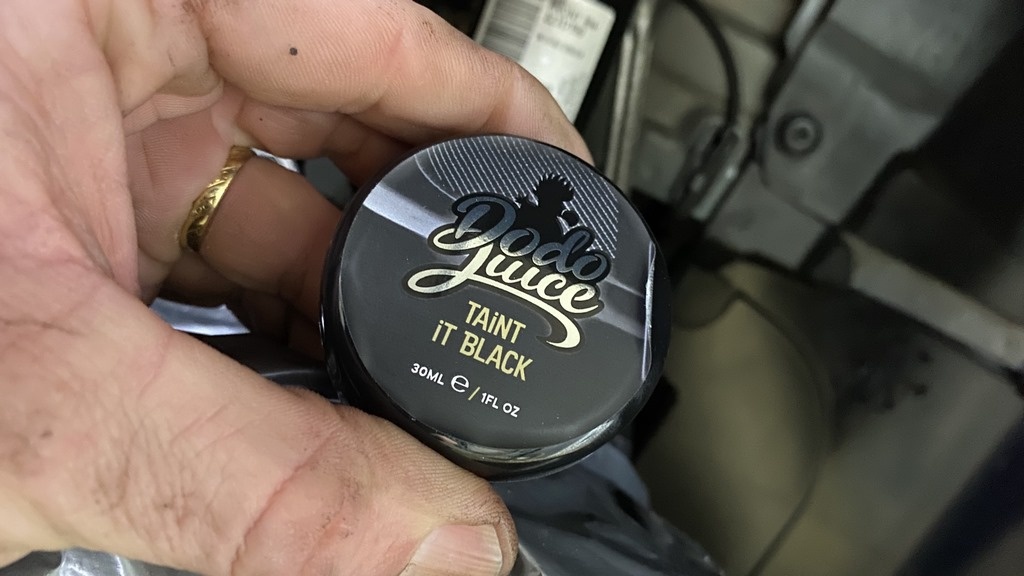 Dodo
Juice
TAiNT
iT BLACK
30ML ℮ / 1FL OZ